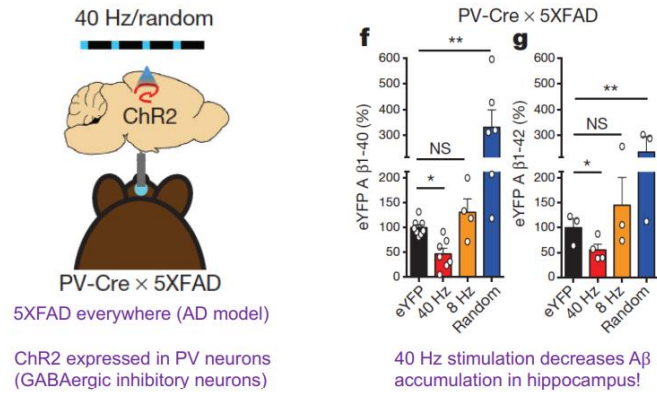 40 Hz/random
ChR2
PV-Cre × 5XFAD
5XFAD everywhere (AD model)
ChR2 expressed in PV neurons
(GABAergic inhibitory neurons)
PV-Cre × 5XFAD
f
eYFP A β1-40 (%)
600
500
400
300
200
150
100
50
0
**
NS
*
eYFP
40 Hz
8 Hz
Random
g
eYFP A β1-42 (%)
600
500
400
300
200
150
100
50
0
**
NS
*
eYFP
40 Hz
8 Hz
Random
40 Hz stimulation decreases Aβ
accumulation in hippocampus!